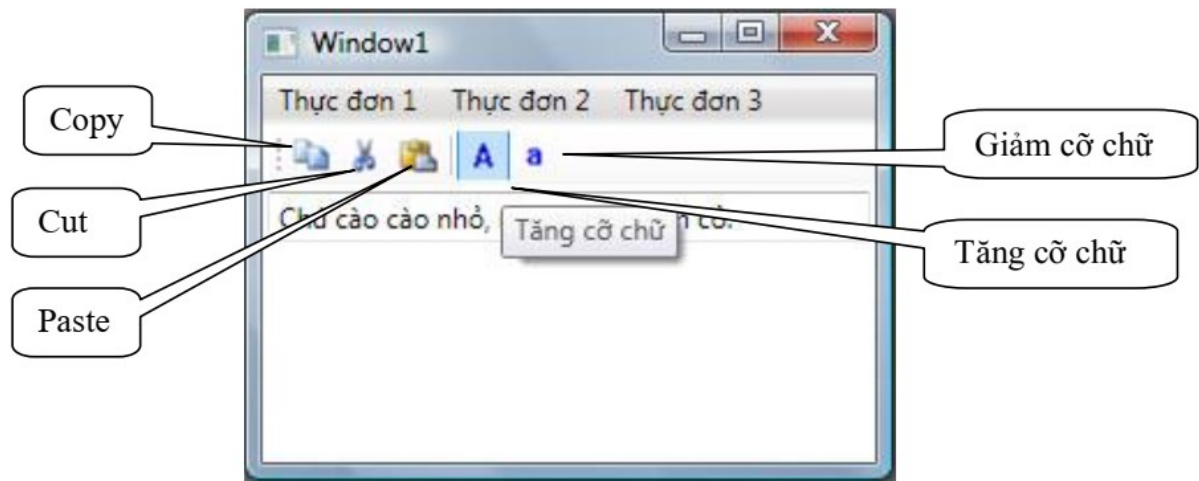 Window1
Thực đơn 1 Thực đơn 2 Thực đơn 3
Copy
Giảm cỡ chữ
A a
Cut
Chú cào cào nhỏ, cỏ.
Tăng cỡ chữ
Tăng cỡ chữ
Paste